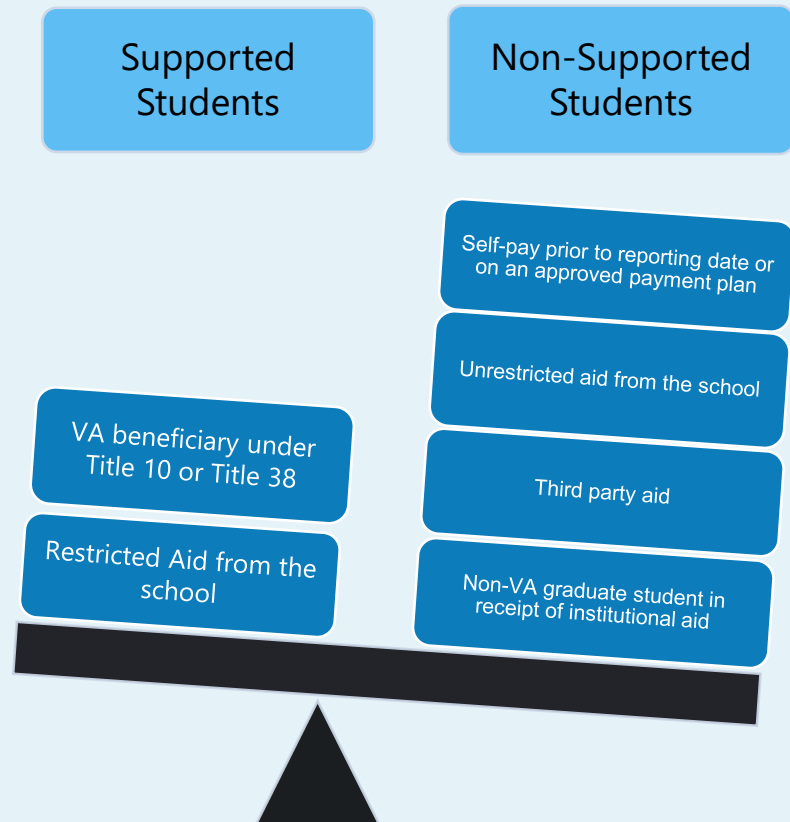 Supported
Students
Non-Supported
Students
Self-pay prior to reporting date or
on an approved payment plan
Unrestricted aid from the school
Third party aid
Non-VA graduate student in
receipt of institutional aid
VA beneficiary under
Title 10 or Title 38
Restricted Aid from the
school